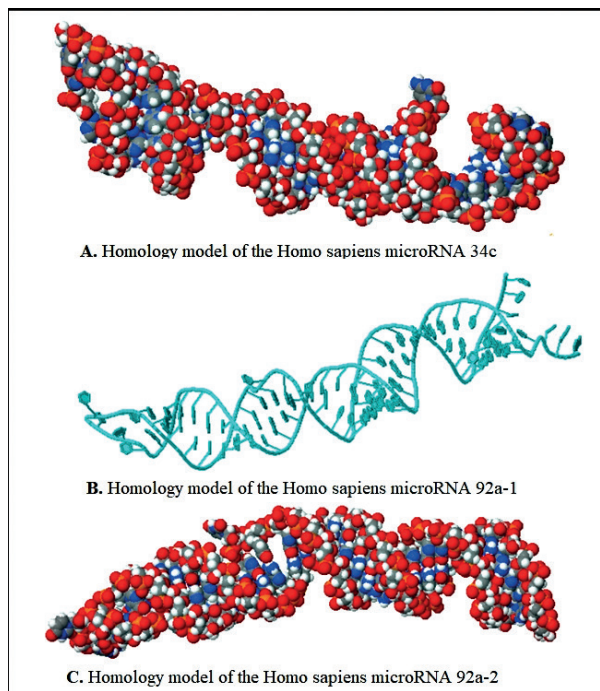 A. Homology model of the Homo sapiens microRNA 34c
B. Homology model of the Homo sapiens microRNA 92a-1
C. Homology model of the Homo sapiens microRNA 92a-2